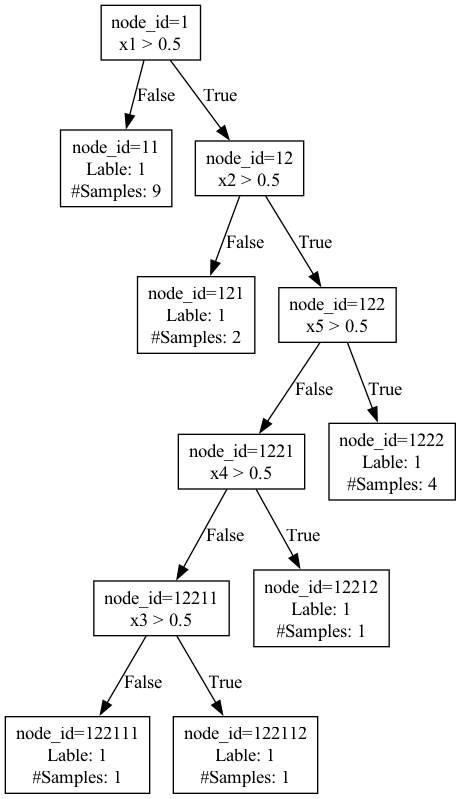 node_id=1
x1 > 0.5
False
True
node_id=11
Lable: 1
#Samples: 9
node_id=12
x2 > 0.5
False
True
node_id=121
Lable: 1
#Samples: 2
node_id=122
x5 > 0.5
False
True
node_id=1221
x4 > 0.5
node_id=1222
Lable: 1
#Samples: 4
False
True
node_id=12211
x3 > 0.5
node_id=12212
Lable: 1
#Samples: 1
False
True
node_id=122111
Lable: 1
#Samples: 1
node_id=122112
Lable: 1
#Samples: 1